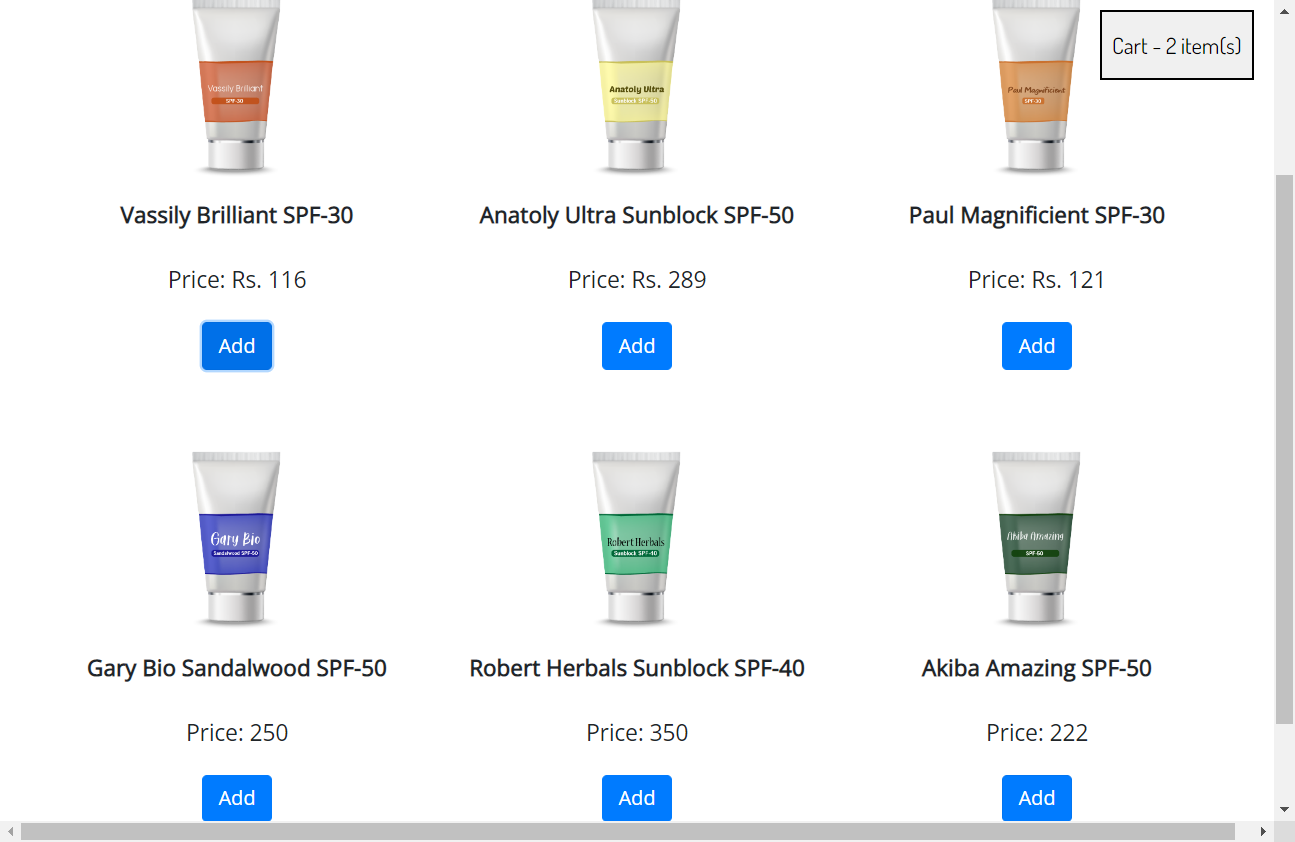 Cart - 2 item(s)
Vassily Brilliant
SPF-30
Anatoly Ultra
Sunblock SPF-50
Paul Magnificient
SPF-30
Vassily Brilliant SPF-30
Anatoly Ultra Sunblock SPF-50
Paul Magnificient SPF-30
Price: Rs. 116
Price: Rs. 289
Price: Rs. 121
Add
Add
Add
Gary Bio
Sandalwood SPF-50
Robert Herbals
Sunblock SPF-40
Akiba Amazing
SPF-50
Gary Bio Sandalwood SPF-50
Robert Herbals Sunblock SPF-40
Akiba Amazing SPF-50
Price: 250
Price: 350
Price: 222
Add
Add
Add